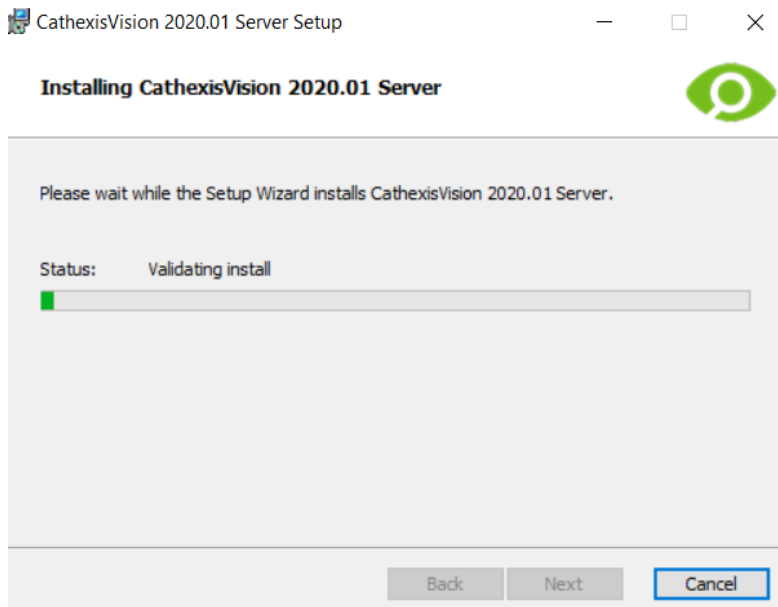 CathexisVision 2020.01 Server Setup
Installing CathexisVision 2020.01 Server
Please wait while the Setup Wizard installs CathexisVision 2020.01 Server.
Status: Validating install
Back Next Cancel